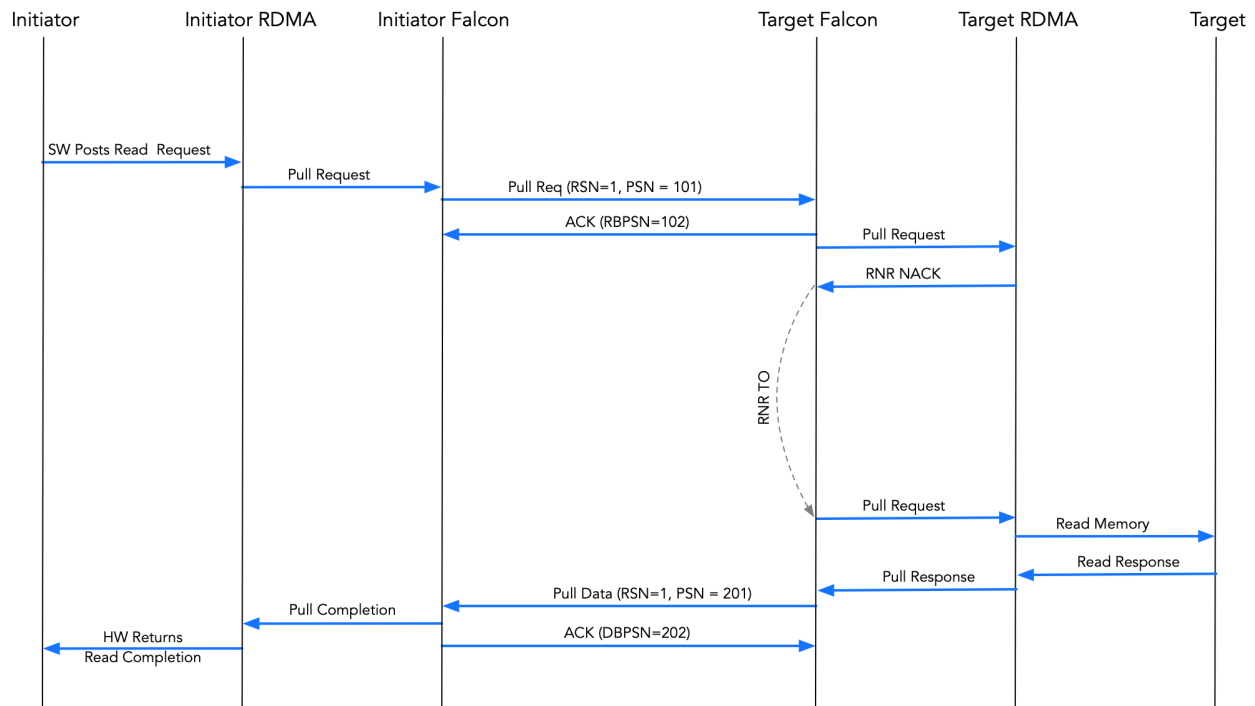 Initiator
Initiator RDMA
Initiator Falcon
Target Falcon
Target RDMA
Target
SW Posts Read Request
Pull Request
Pull Req (RSN=1, PSN = 101)
ACK (RBPSN=102)
Pull Request
RNR NACK
RNR TO
Pull Request
Read Memory
Read Response
Pull Response
Pull Data (RSN=1, PSN = 201)
Pull Completion
ACK (DBPSN=202)
HW Returns
Read Completion